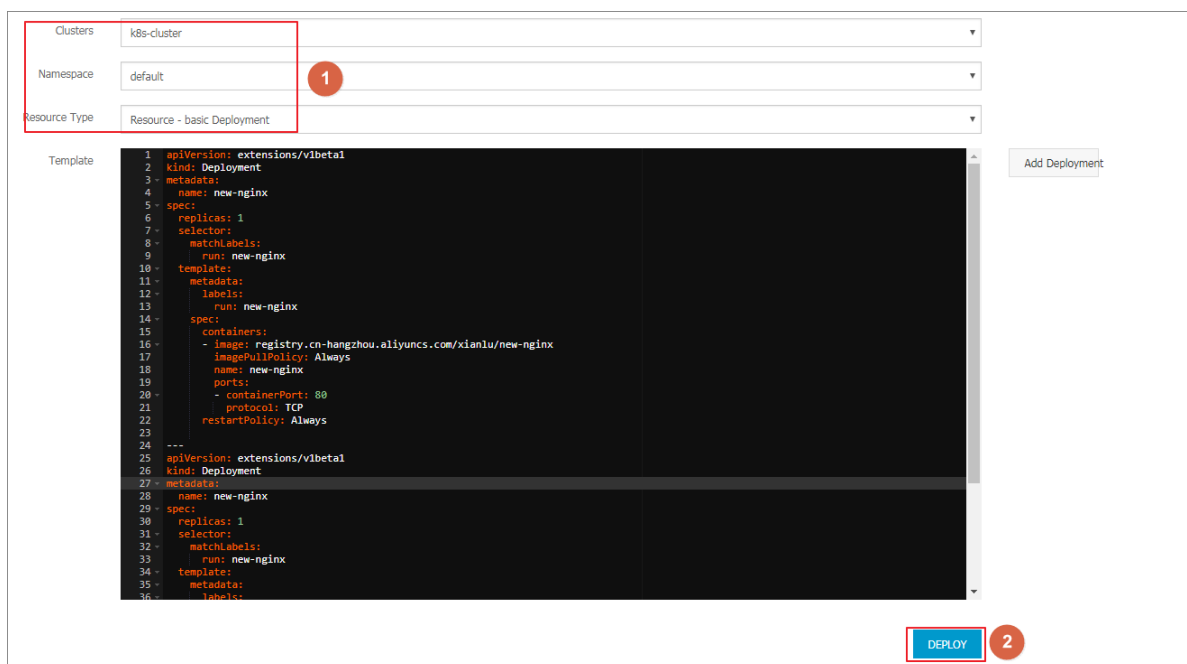 Clusters k8s-cluster
Namespace default
1
Resource Type Resource - basic Deployment
Template
Add Deployment
1 apiVersion: extensions/v1beta1
2 kind: Deployment
3 metadata:
4   name: new-nginx
5 spec:
6   replicas: 1
7   selector:
8     matchLabels:
9       run: new-nginx
10   template:
11     metadata:
12       labels:
13         run: new-nginx
14     spec:
15       containers:
16       - image: registry.cn-hangzhou.aliyuncs.com/xianlu/new-nginx
17         imagePullPolicy: Always
18         name: new-nginx
19         ports:
20         - containerPort: 80
21           protocol: TCP
22       restartPolicy: Always
23
24 ---
25 apiVersion: extensions/v1beta1
26 kind: Deployment
27 metadata:
28   name: new-nginx
29 spec:
30   replicas: 1
31   selector:
32     matchLabels:
33       run: new-nginx
34   template:
35     metadata:
36       labels:
DEPLOY
2